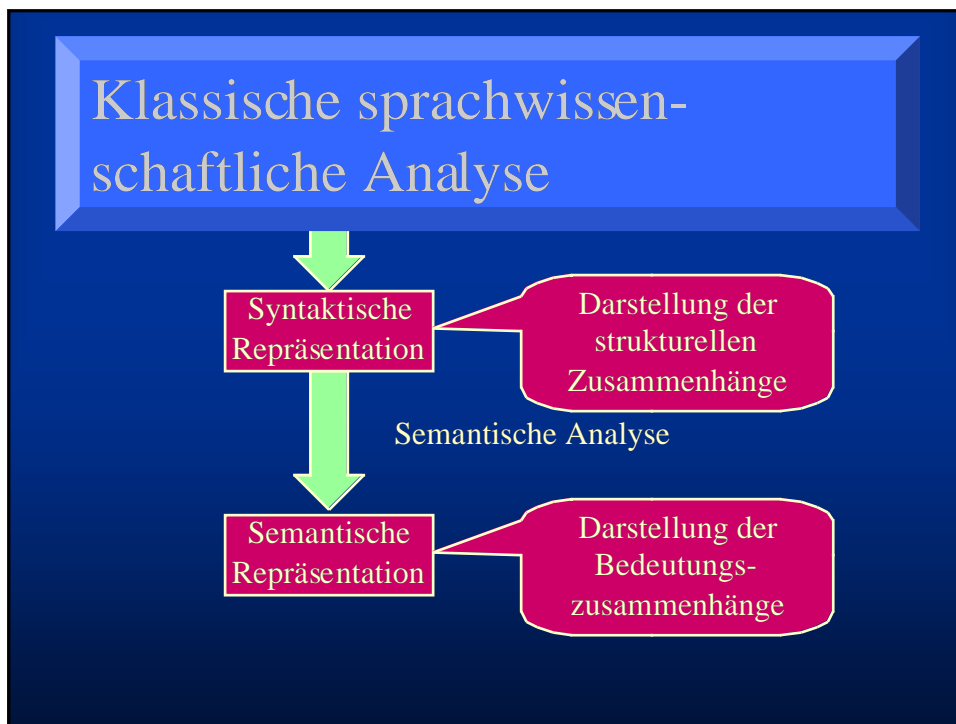 Klassische sprachwissen-
schaftliche Analyse
Syntaktische
Repräsentation
Darstellung der
strukturellen
Zusammenhänge
Semantische Analyse
Semantische
Repräsentation
Darstellung der
Bedeutungs-
zusammenhänge